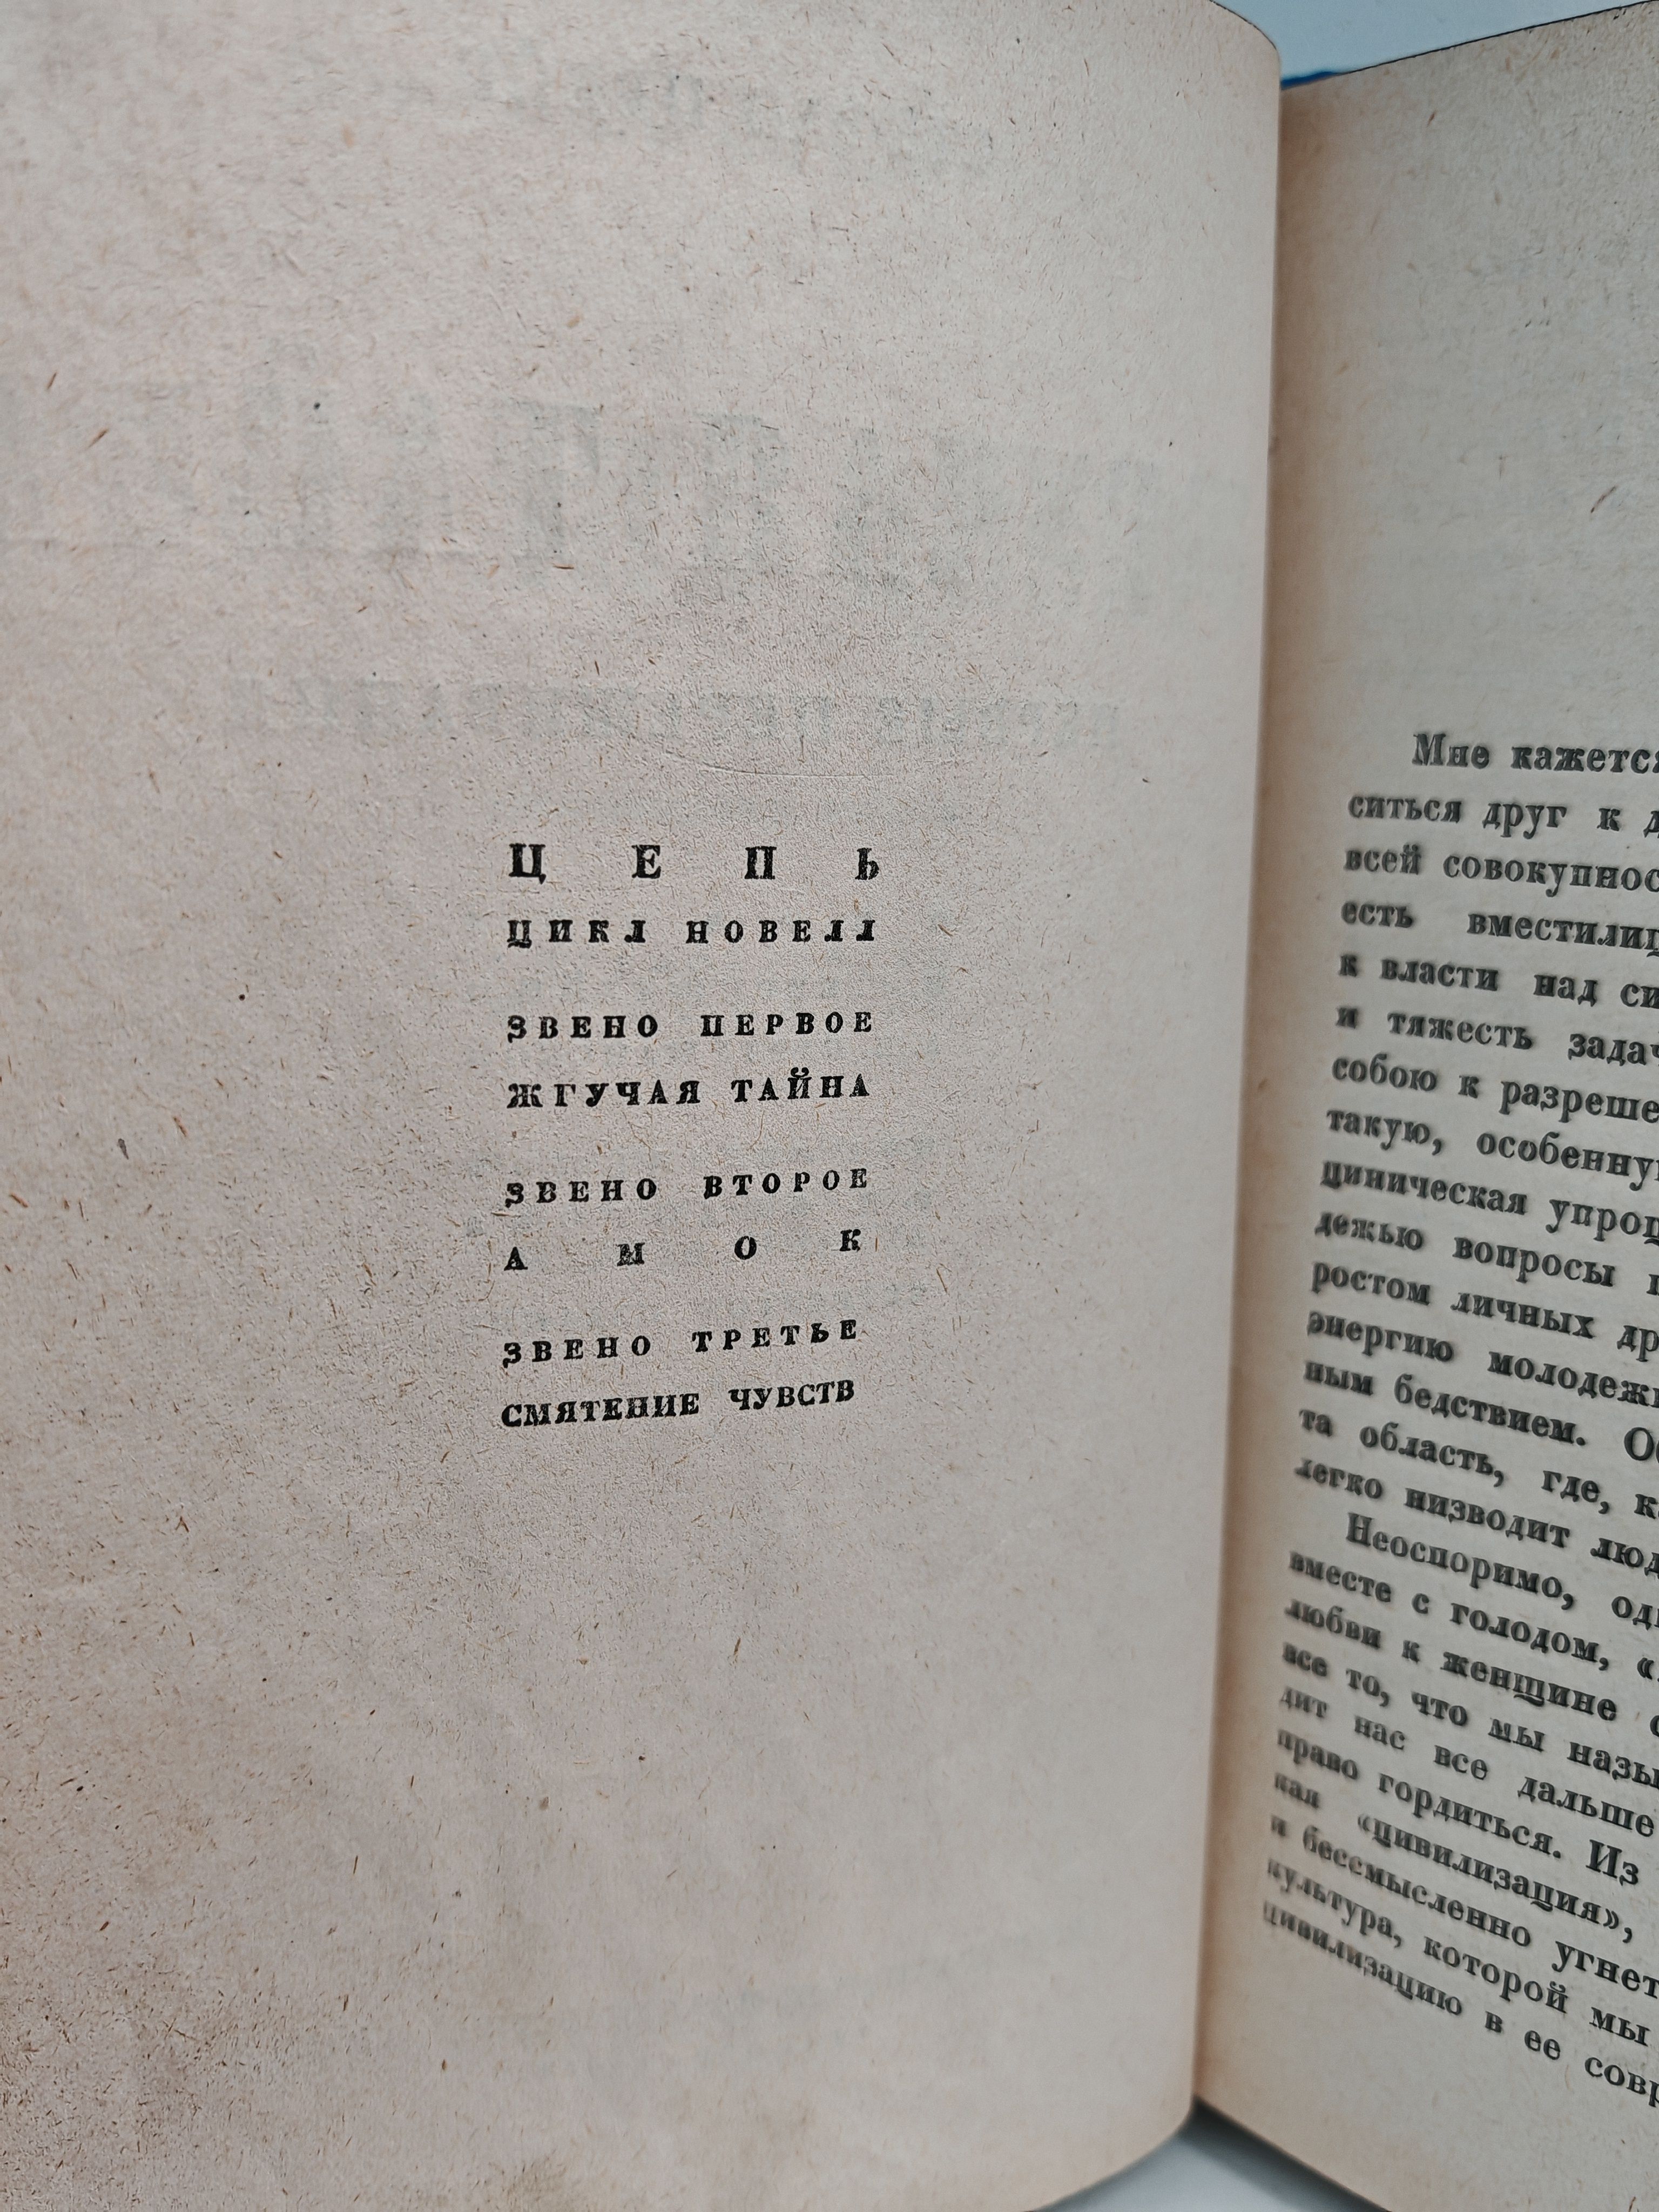 ЦЕПЬ
ЦИКЛ НОВЕЛЛ
ЗВЕНО ПЕРВОЕ
ЖГУЧАЯ ТАЙНА
ЗВЕНО ВТОРОЕ
АМОК
ЗВЕНО ТРЕТЬЕ
СМЯТЕНИЕ ЧУВСТВ
Мне кажется
ситься друг к
всей
есть
к власти над
и тяжесть
собою к
такую,
циническая
дежью вопросы
ростом личных
энергию
ным бедствием.
та область, где,
легко низводит
Неоспоримо,
вместе с голодом,
любви к женщине
все то, что мы
дит нас все дальше
право гордиться. Из
ная «цивилизация»,
и бессмысленно
культура, которой мы
цивилизацию в ее